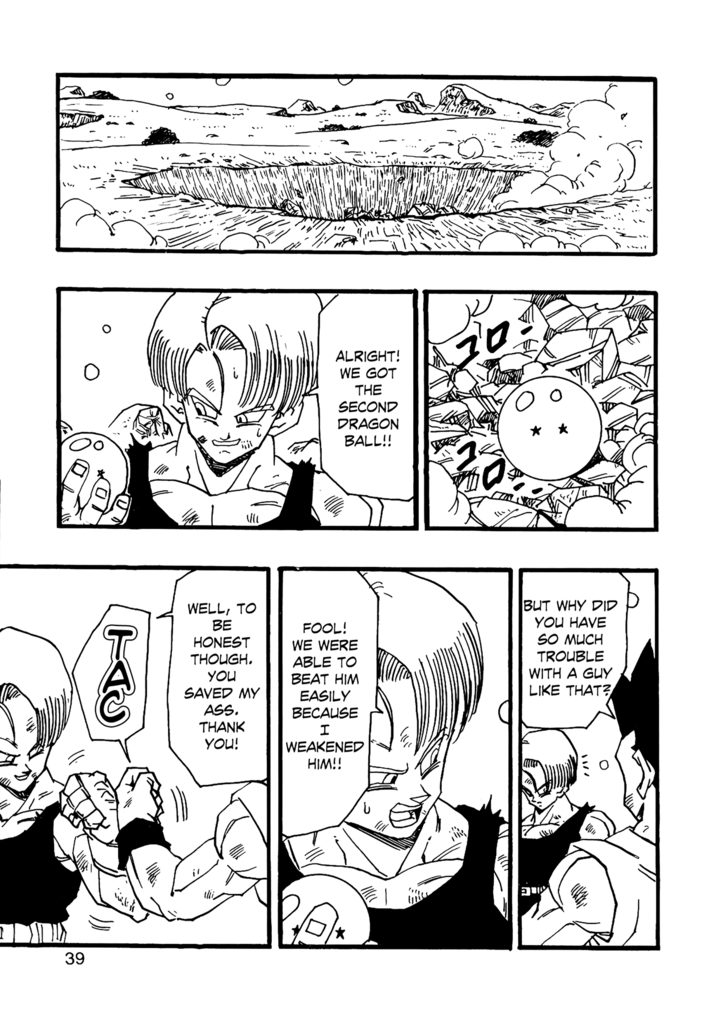 ゴロ…
ゴロ…
ALRIGHT!
WE GOT
THE
SECOND
DRAGON
BALL!!
BUT WHY DID
YOU HAVE
SO MUCH
TROUBLE
WITH A GUY
LIKE THAT?
FOOL!
WE WERE
ABLE TO
BEAT HIM
EASILY
BECAUSE
I
WEAKENED
HIM!!
WELL, TO
BE
HONEST
THOUGH.
YOU
SAVED MY
ASS.
THANK
YOU!
TAC
39